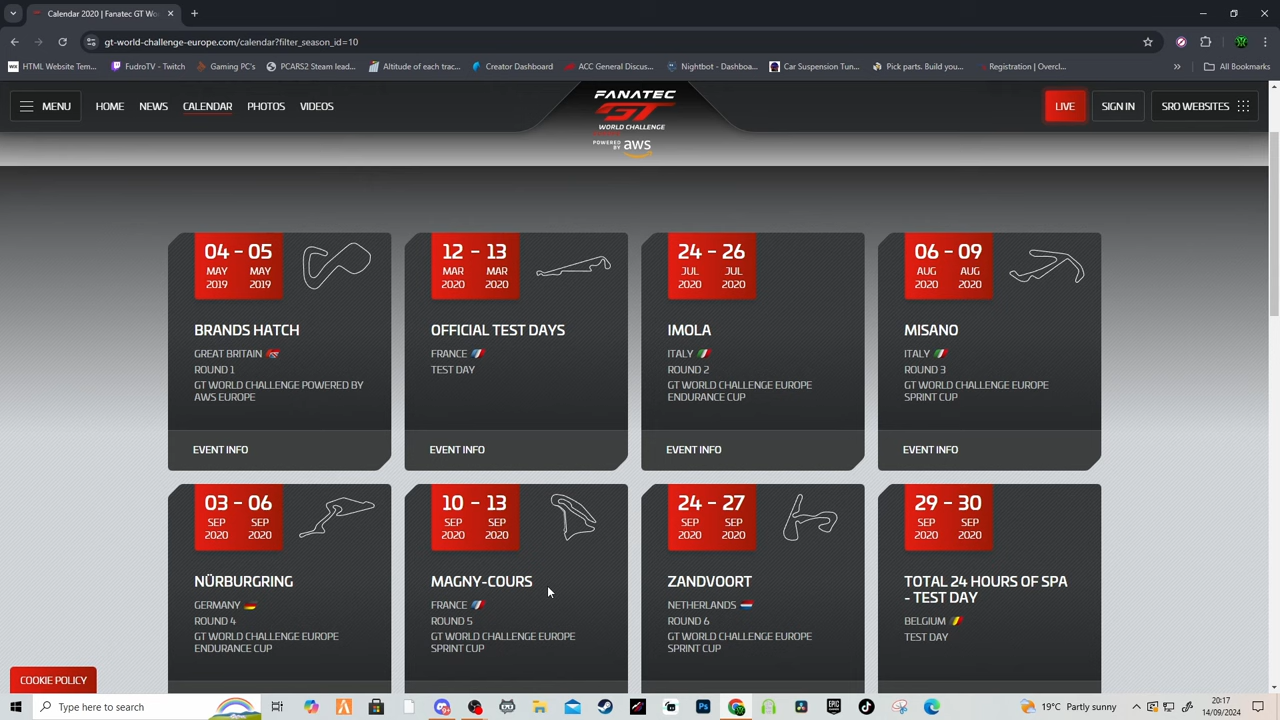 Calendar 2020 | Fanatec GT Wo
gt-world-challenge-europe.com/calendar?filter_season_id=10
HTML Website Tem...
FudroTV - Twitch
Gaming PC's
PCARS2 Steam lead...
Altitude of each trac...
Creator Dashboard
ACC General Discus...
Nightbot - Dashboa...
Car Suspension Tun...
Pick parts. Build you...
Registration | Overcl...
All Bookmarks
MENU
HOME
NEWS
CALENDAR
PHOTOS
VIDEOS
FANATEC
GT
WORLD CHALLENGE
POWERED BY aws
LIVE
SIGN IN
SRO WEBSITES
04 - 05
MAY MAY
2019 2019
BRANDS HATCH
GREAT BRITAIN
ROUND 1
GT WORLD CHALLENGE POWERED BY
AWS EUROPE
EVENT INFO
12 - 13
MAR MAR
2020 2020
OFFICIAL TEST DAYS
FRANCE
TEST DAY
EVENT INFO
24 - 26
JUL JUL
2020 2020
IMOLA
ITALY
ROUND 2
GT WORLD CHALLENGE EUROPE
ENDURANCE CUP
EVENT INFO
06 - 09
AUG AUG
2020 2020
MISANO
ITALY
ROUND 3
GT WORLD CHALLENGE EUROPE
SPRINT CUP
EVENT INFO
03 - 06
SEP SEP
2020 2020
NÜRBURGRING
GERMANY
ROUND 4
GT WORLD CHALLENGE EUROPE
ENDURANCE CUP
10 - 13
SEP SEP
2020 2020
MAGNY-COURS
FRANCE
ROUND 5
GT WORLD CHALLENGE EUROPE
SPRINT CUP
24 - 27
SEP SEP
2020 2020
ZANDVOORT
NETHERLANDS
ROUND 6
GT WORLD CHALLENGE EUROPE
SPRINT CUP
29 - 30
SEP SEP
2020 2020
TOTAL 24 HOURS OF SPA
- TEST DAY
BELGIUM
TEST DAY
COOKIE POLICY
Type here to search
19°C Partly sunny
20:17
14/09/2024